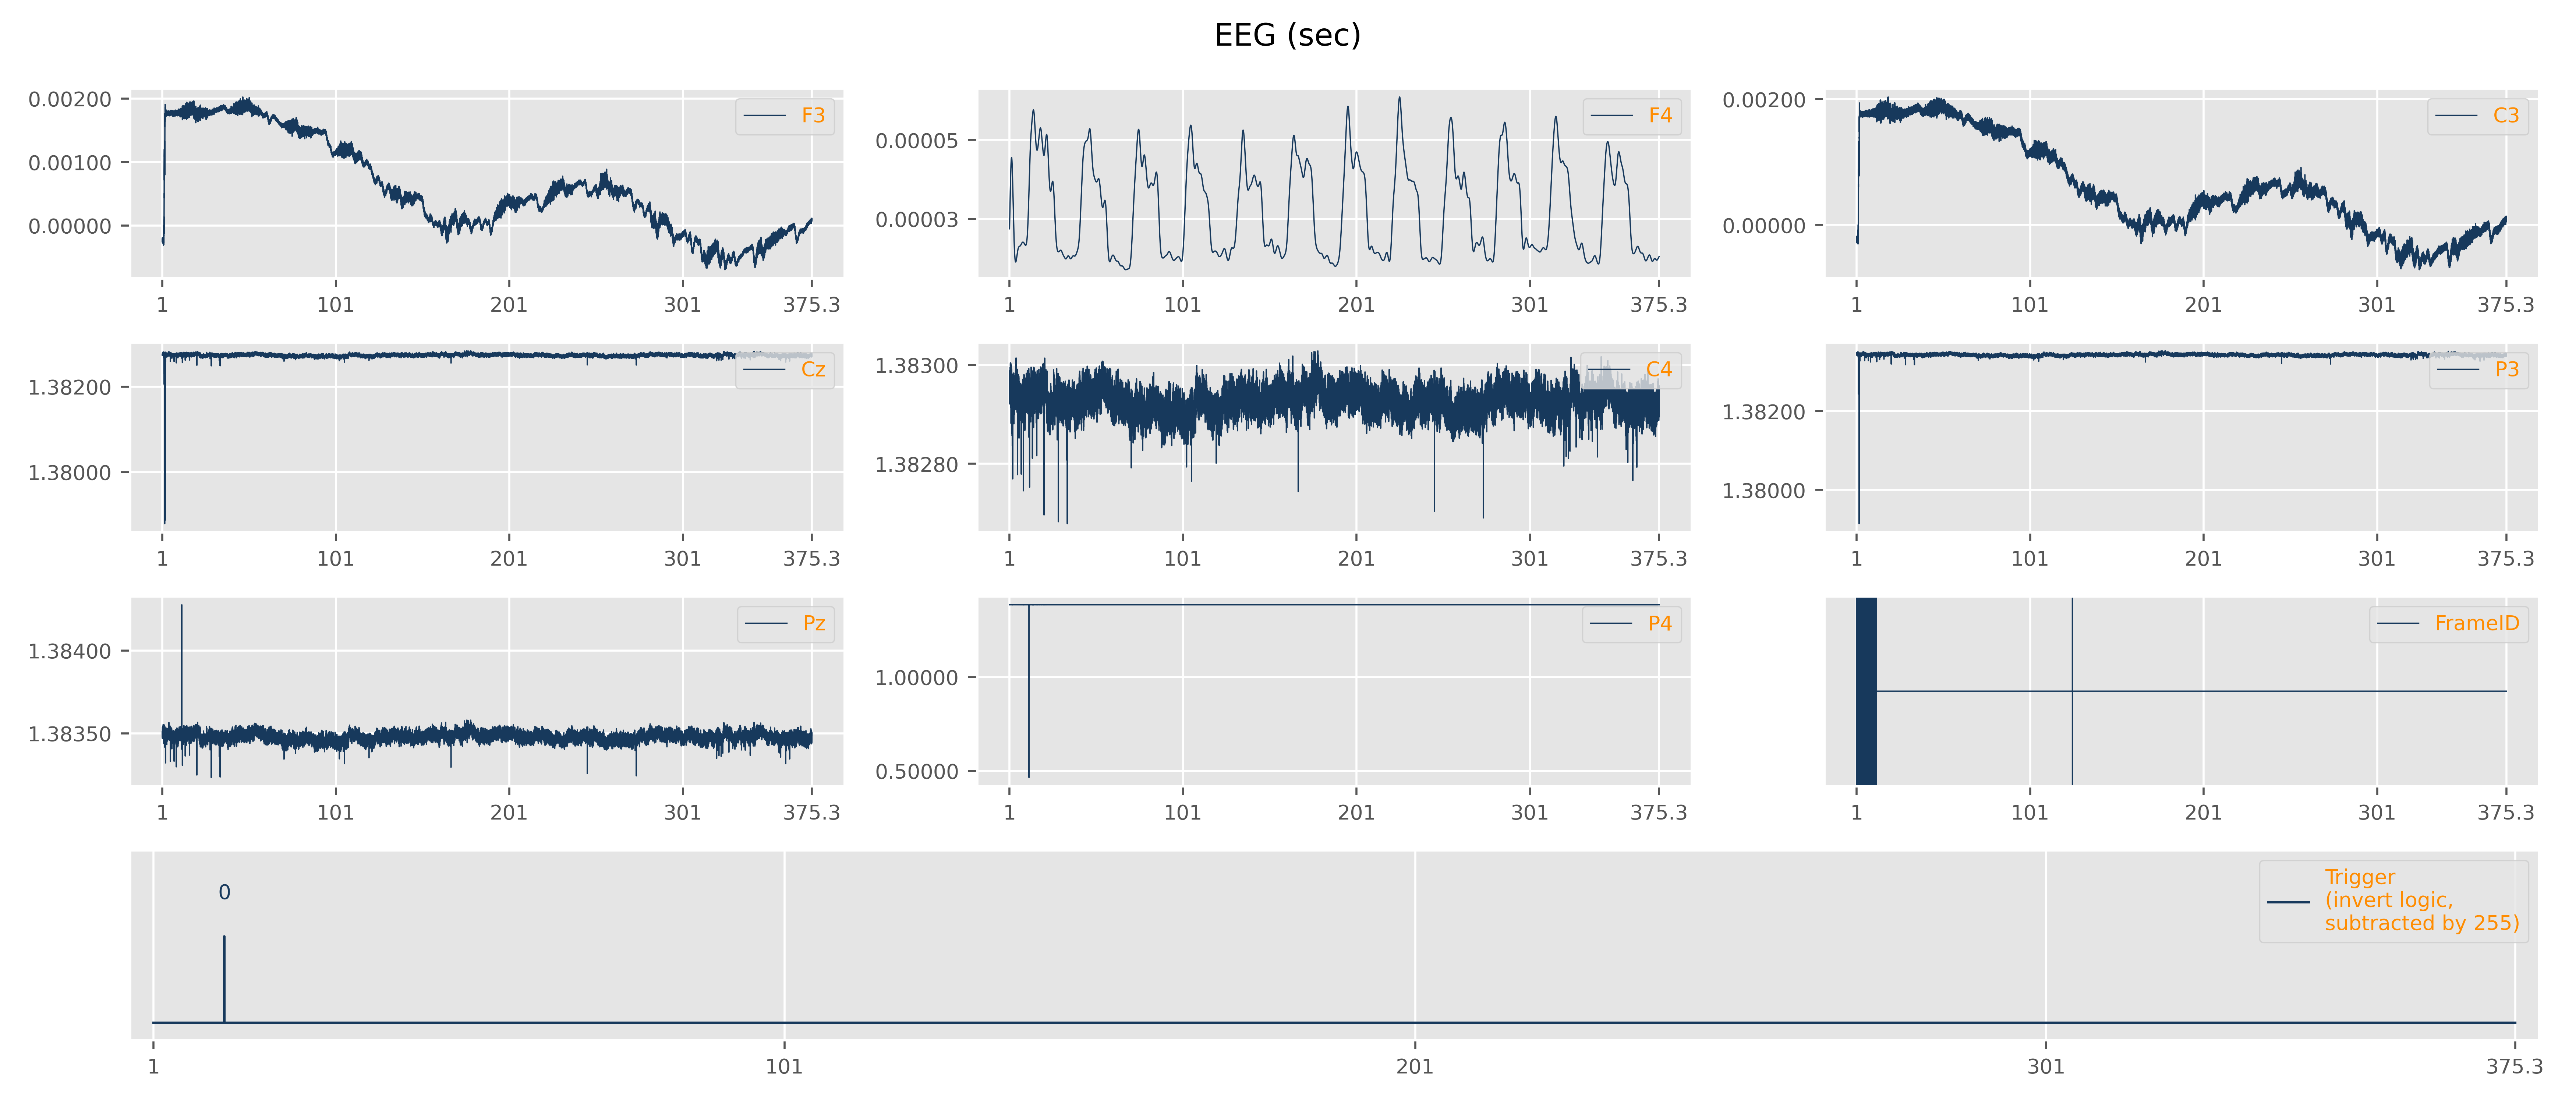 EEG (sec)
0.00200
0.00100
0.00000
F3
1 101 201 301 375.3
0.00005
0.00003
F4
1 101 201 301 375.3
0.00200
0.00000
C3
1 101 201 301 375.3
1.38200
1.38000
Cz
1 101 201 301 375.3
1.38300
1.38280
C4
1 101 201 301 375.3
1.38200
1.38000
P3
1 101 201 301 375.3
1.38400
1.38350
Pz
1 101 201 301 375.3
1.00000
0.50000
P4
1 101 201 301 375.3
FrameID
1 101 201 301 375.3
0
Trigger
(invert logic,
subtracted by 255)
1 101 201 301 375.3